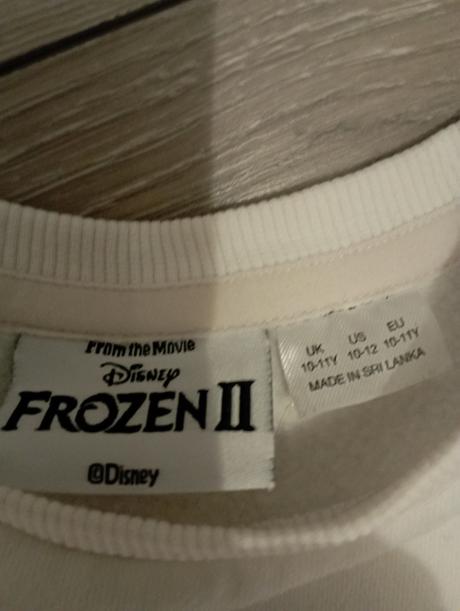 From the Movie
Disney
FROZEN II
©Disney
UK US EU
10-11Y 10-12 10-11Y
MADE IN SRI LANKA